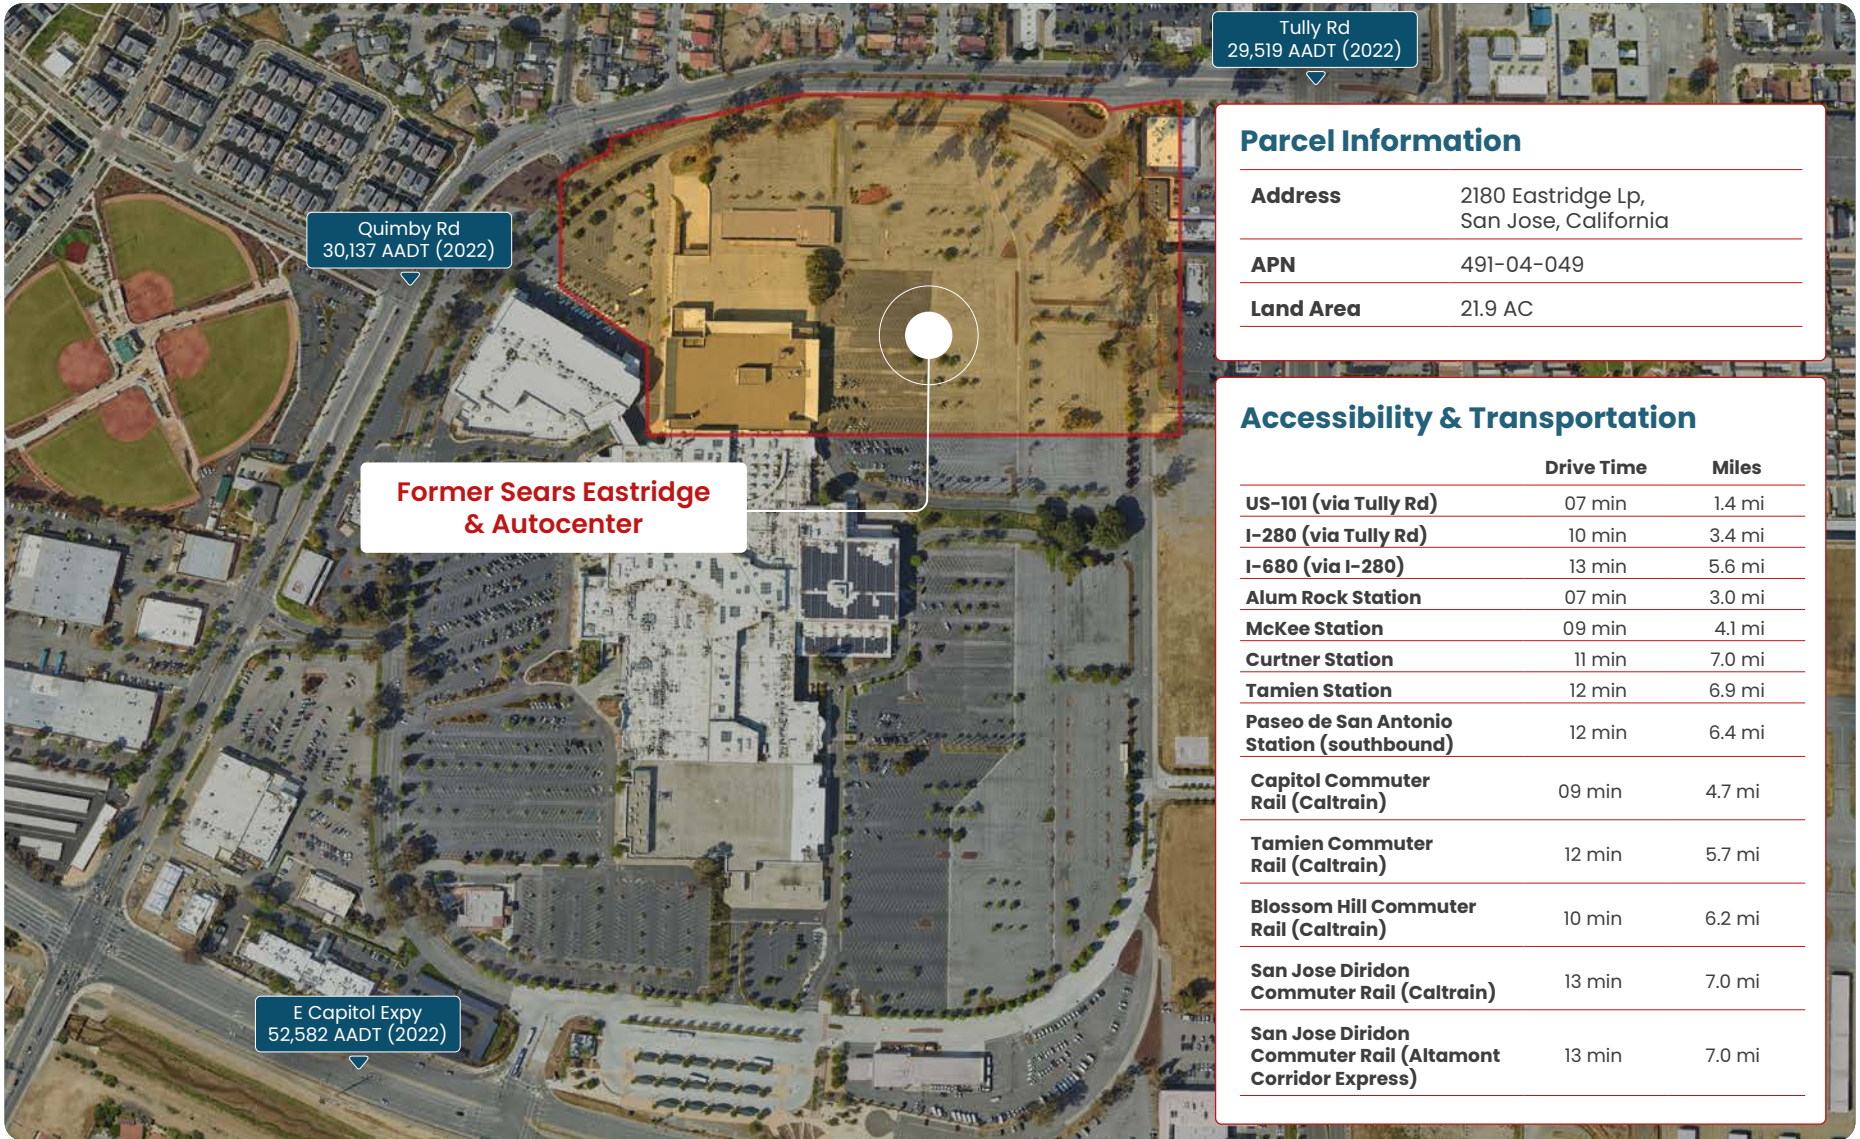 Tully Rd
29,519 AADT (2022)
Quimby Rd
30,137 AADT (2022)
Former Sears Eastridge
& Autocenter
E Capitol Expy
52,582 AADT (2022)
Parcel Information
Address 2180 Eastridge Lp,
San Jose, California
APN 491-04-049
Land Area 21.9 AC
Accessibility & Transportation
Drive Time Miles
US-101 (via Tully Rd) 07 min 1.4 mi
I-280 (via Tully Rd) 10 min 3.4 mi
I-680 (via I-280) 13 min 5.6 mi
Alum Rock Station 07 min 3.0 mi
McKee Station 09 min 4.1 mi
Curtner Station 11 min 7.0 mi
Tamien Station 12 min 6.9 mi
Paseo de San Antonio
Station (southbound) 12 min 6.4 mi
Capitol Commuter
Rail (Caltrain) 09 min 4.7 mi
Tamien Commuter
Rail (Caltrain) 12 min 5.7 mi
Blossom Hill Commuter
Rail (Caltrain) 10 min 6.2 mi
San Jose Diridon
Commuter Rail (Caltrain) 13 min 7.0 mi
San Jose Diridon
Commuter Rail (Altamont 13 min 7.0 mi
Corridor Express)